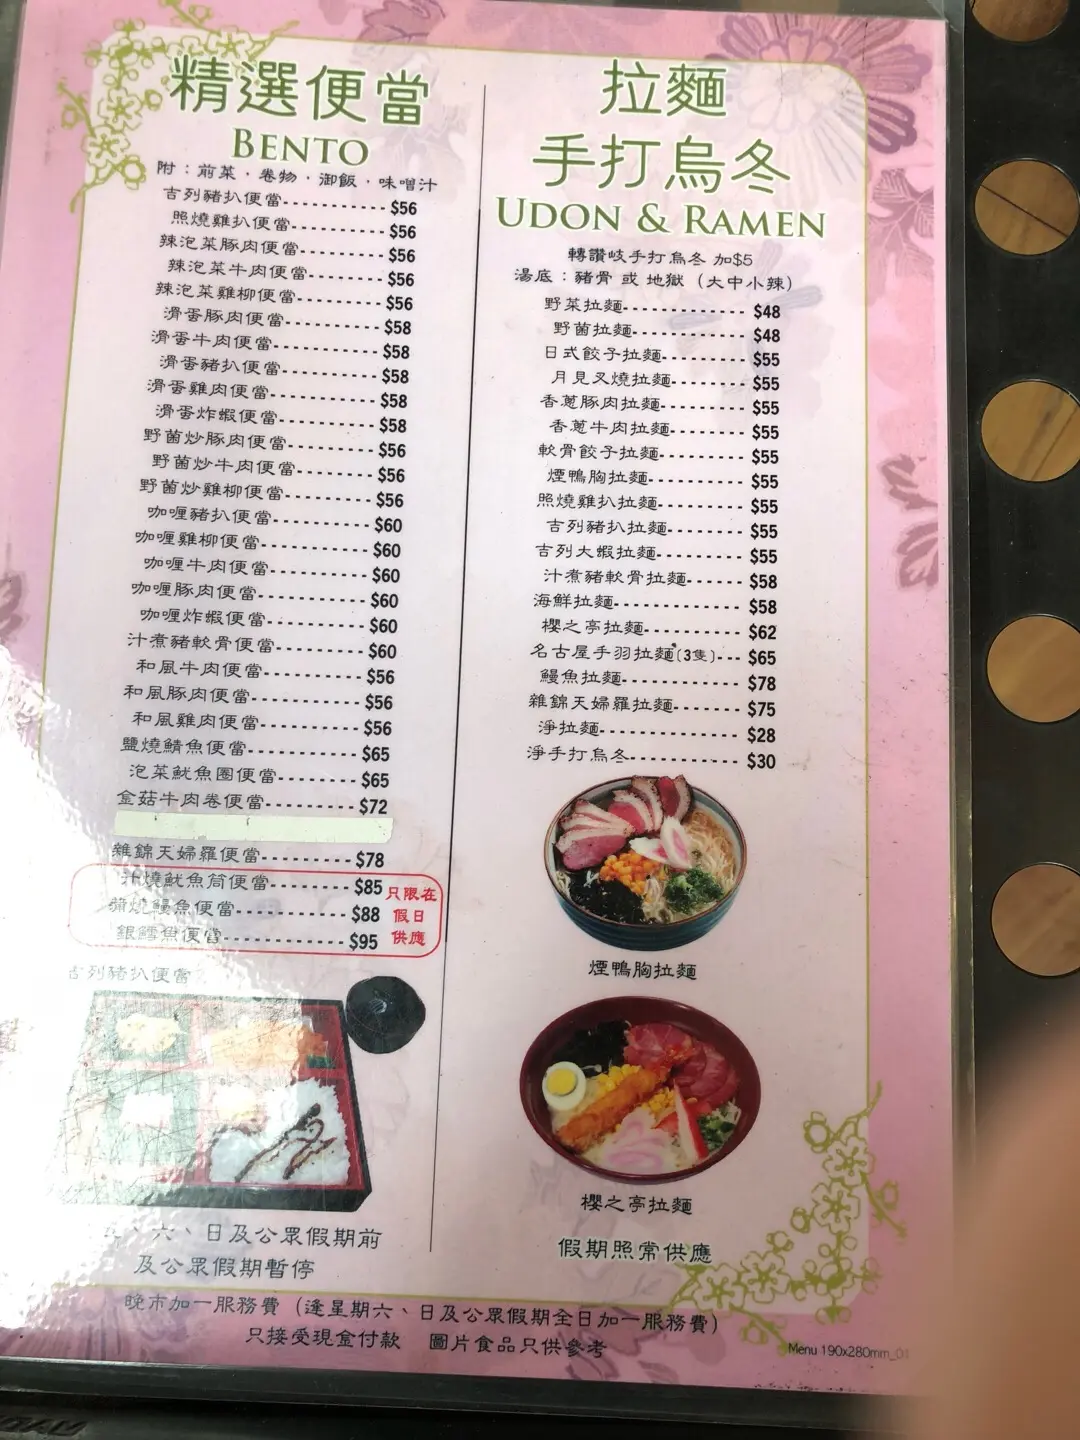 精選便當
BENTO
附：前菜．卷物．御飯．味噌汁
吉列豬扒便當 $56
照燒雞扒便當 $56
辣泡菜豚肉便當 $56
辣泡菜牛肉便當 $56
辣泡菜雞柳便當 $56
滑蛋豚肉便當 $58
滑蛋牛肉便當 $58
滑蛋豬扒便當 $58
滑蛋雞肉便當 $58
滑蛋炸蝦便當 $58
野菌炒豚肉便當 $56
野菌炒牛肉便當 $56
野菌炒雞柳便當 $56
咖喱豬扒便當 $60
咖喱雞柳便當 $60
咖喱牛肉便當 $60
咖喱豚肉便當 $60
咖喱炸蝦便當 $60
汁煮豬軟骨便當 $60
和風牛肉便當 $56
和風豚肉便當 $56
和風雞肉便當 $56
鹽燒鯖魚便當 $65
泡菜魷魚圈便當 $65
金菇牛肉卷便當 $72
雜錦天婦羅便當 $78
汁燒魷魚筒便當 $85
蒲燒鰻魚便當 $88
銀鱈魚便當 $95
只限在
假日
供應
吉列豬扒便當
六、日及公眾假期前
及公眾假期暫停
拉麵
手打烏冬
UDON & RAMEN
轉讚岐手打烏冬 加$5
湯底：豬骨 或 地獄（大中小辣）
野菜拉麵 $48
野菌拉麵 $48
日式餃子拉麵 $55
月見叉燒拉麵 $55
香蔥豚肉拉麵 $55
香蔥牛肉拉麵 $55
軟骨餃子拉麵 $55
煙鴨胸拉麵 $55
照燒雞扒拉麵 $55
吉列豬扒拉麵 $55
吉列大蝦拉麵 $55
汁煮豬軟骨拉麵 $58
海鮮拉麵 $58
櫻之亭拉麵 $62
名古屋手羽拉麵（3隻） $65
鰻魚拉麵 $78
雜錦天婦羅拉麵 $75
淨拉麵 $28
淨手打烏冬 $30
煙鴨胸拉麵
櫻之亭拉麵
假期照常供應
晚市加一服務費（逢星期六、日及公眾假期全日加一服務費）
只接受現金付款 圖片食品只供參考
Menu 190x280mm_01